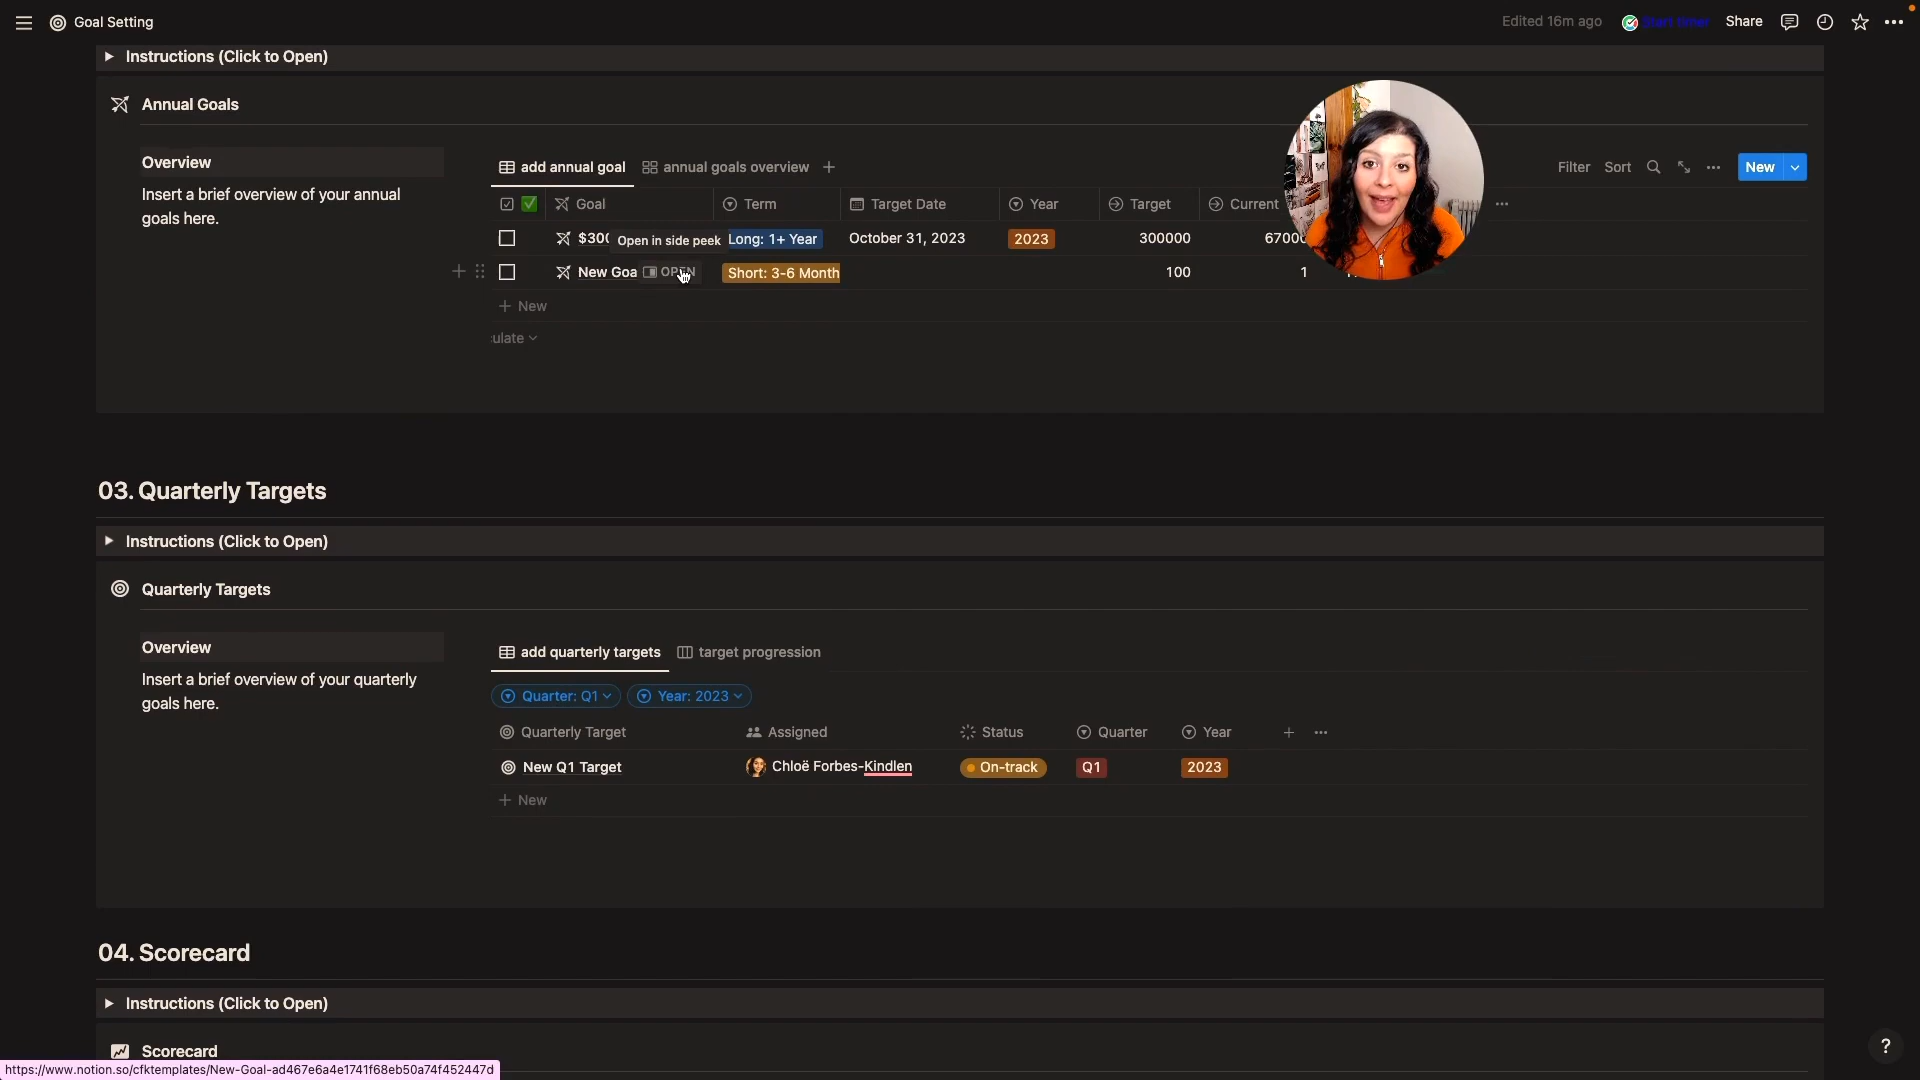 Goal Setting
Edited 16m ago
Start timer
Share
Instructions (Click to Open)
Annual Goals
Overview
Insert a brief overview of your annual
goals here.
add annual goal
annual goals overview
Filter
Sort
New
Goal
Term
Target Date
Year
Target
Current
$300
Open in side peek
Long: 1+ Year
October 31, 2023
2023
300000
67000
New Goa
OPEN
Short: 3-6 Month
100
1
New
culate
03. Quarterly Targets
Instructions (Click to Open)
Quarterly Targets
Overview
Insert a brief overview of your quarterly
goals here.
add quarterly targets
target progression
Quarter: Q1
Year: 2023
Quarterly Target
Assigned
Status
Quarter
Year
New Q1 Target
Chloë Forbes-Kindlen
On-track
Q1
2023
New
04. Scorecard
Instructions (Click to Open)
Scorecard
https://www.notion.so/cfktemplates/New-Goal-ad467e6a4e1741f68eb50a74f452447d
?